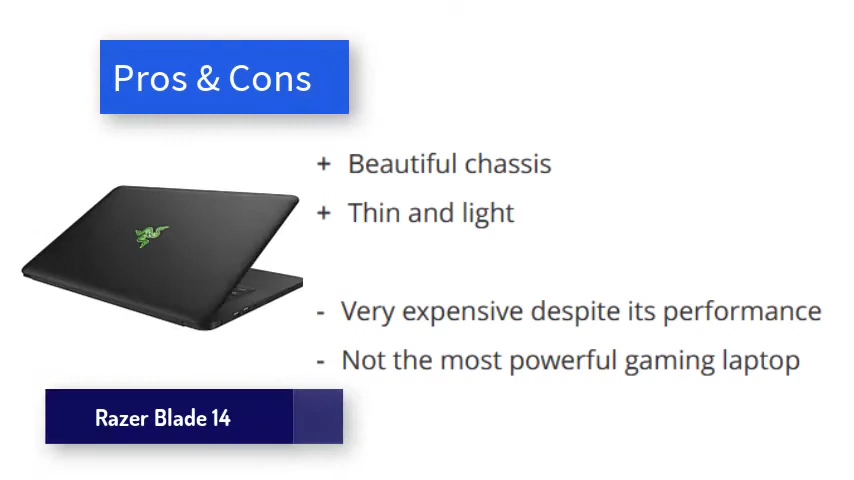 Pros & Cons
+ Beautiful chassis
+ Thin and light
- Very expensive despite its performance
- Not the most powerful gaming laptop
Razer Blade 14